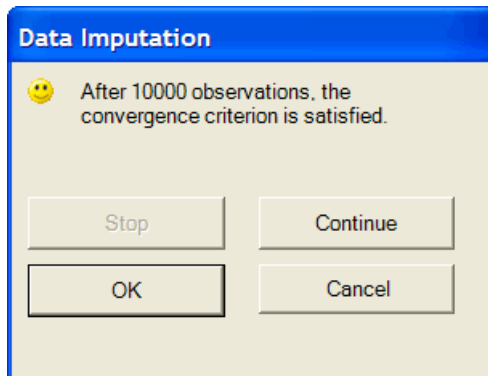 Data Imputation
After 10000 observations, the
convergence criterion is satisfied.
Stop
Continue
OK
Cancel